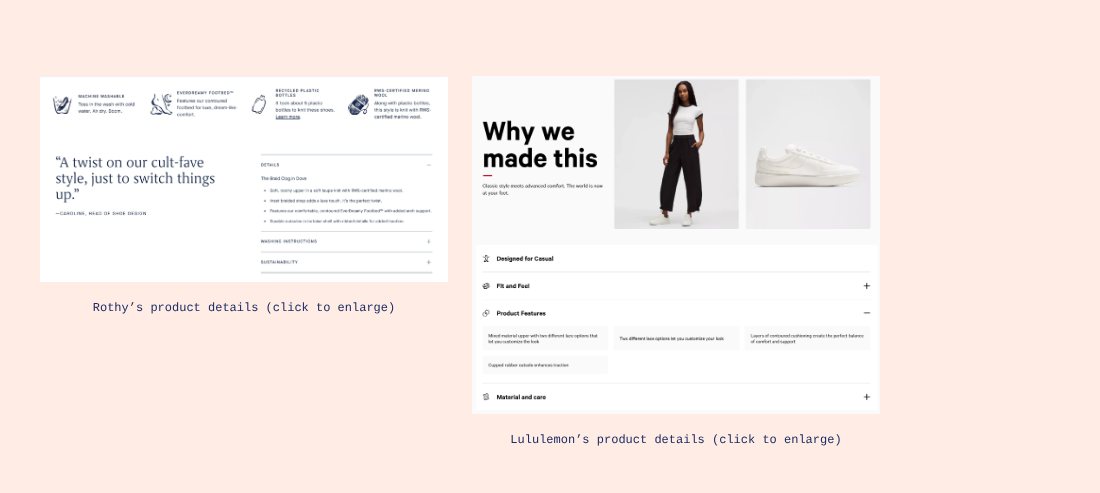 MACHINE WASHABLE
Toss in the wash with cold
water. Air dry. Boom.
EVERDREAMY FOOTBED™
Features our contoured
footbed for luxe, dream-like
comfort.
RECYCLED PLASTIC
BOTTLES
It took about 5 plastic
bottles to knit these shoes.
Learn more.
RWS-CERTIFIED MERINO
WOOL
Along with plastic bottles,
this style is knit with RWS-
certified merino wool.
“A twist on our cult-fave
style, just to switch things
up.”
—CAROLINE, HEAD OF SHOE DESIGN
DETAILS
WASHING INSTRUCTIONS
SUSTAINABILITY
Rothy’s product details (click to enlarge)
Why we
made this
Classic style meets advanced comfort. The world is now
at your feet.
Designed for Casual
Fit and Feel
Product Features
Mixed material upper with two different lace options that
let you customize the look
Two different lace options let you customize your look
Layers of contoured cushioning create the perfect balance
of comfort and support
Cupped rubber outsole enhances traction
Material and care
Lululemon’s product details (click to enlarge)